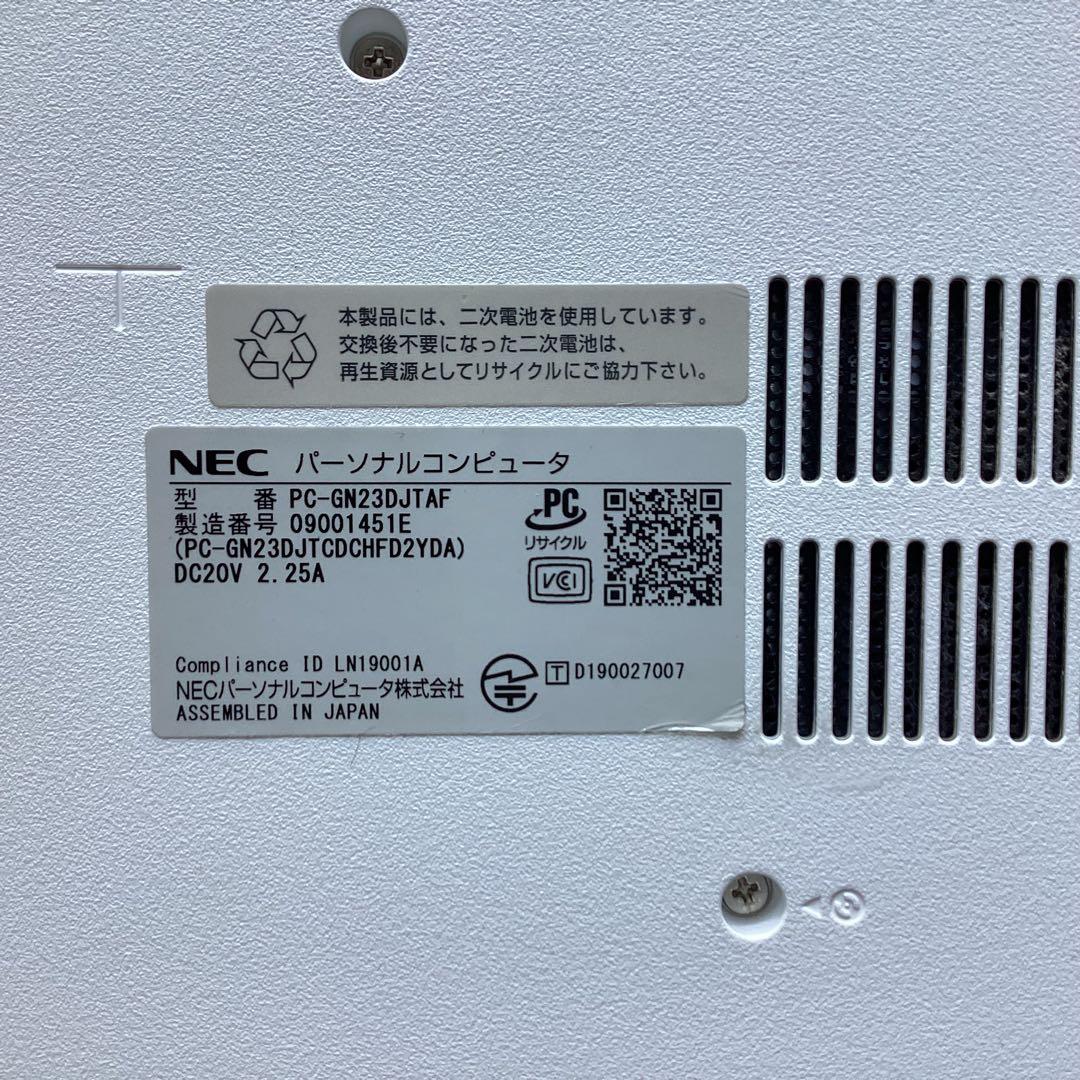 本製品には、二次電池を使用しています。
交換後不要になった二次電池は、
再生資源としてリサイクルにご協力下さい。
NEC パーソナルコンピュータ
型 番 PC-GN23DJTAF
製造番号 09001451E
(PC-GN23DJTCDCHFD2YDA)
DC20V 2.25A
PC
リサイクル
VCI
Compliance ID LN19001A
NECパーソナルコンピュータ株式会社
ASSEMBLED IN JAPAN
T D190027007